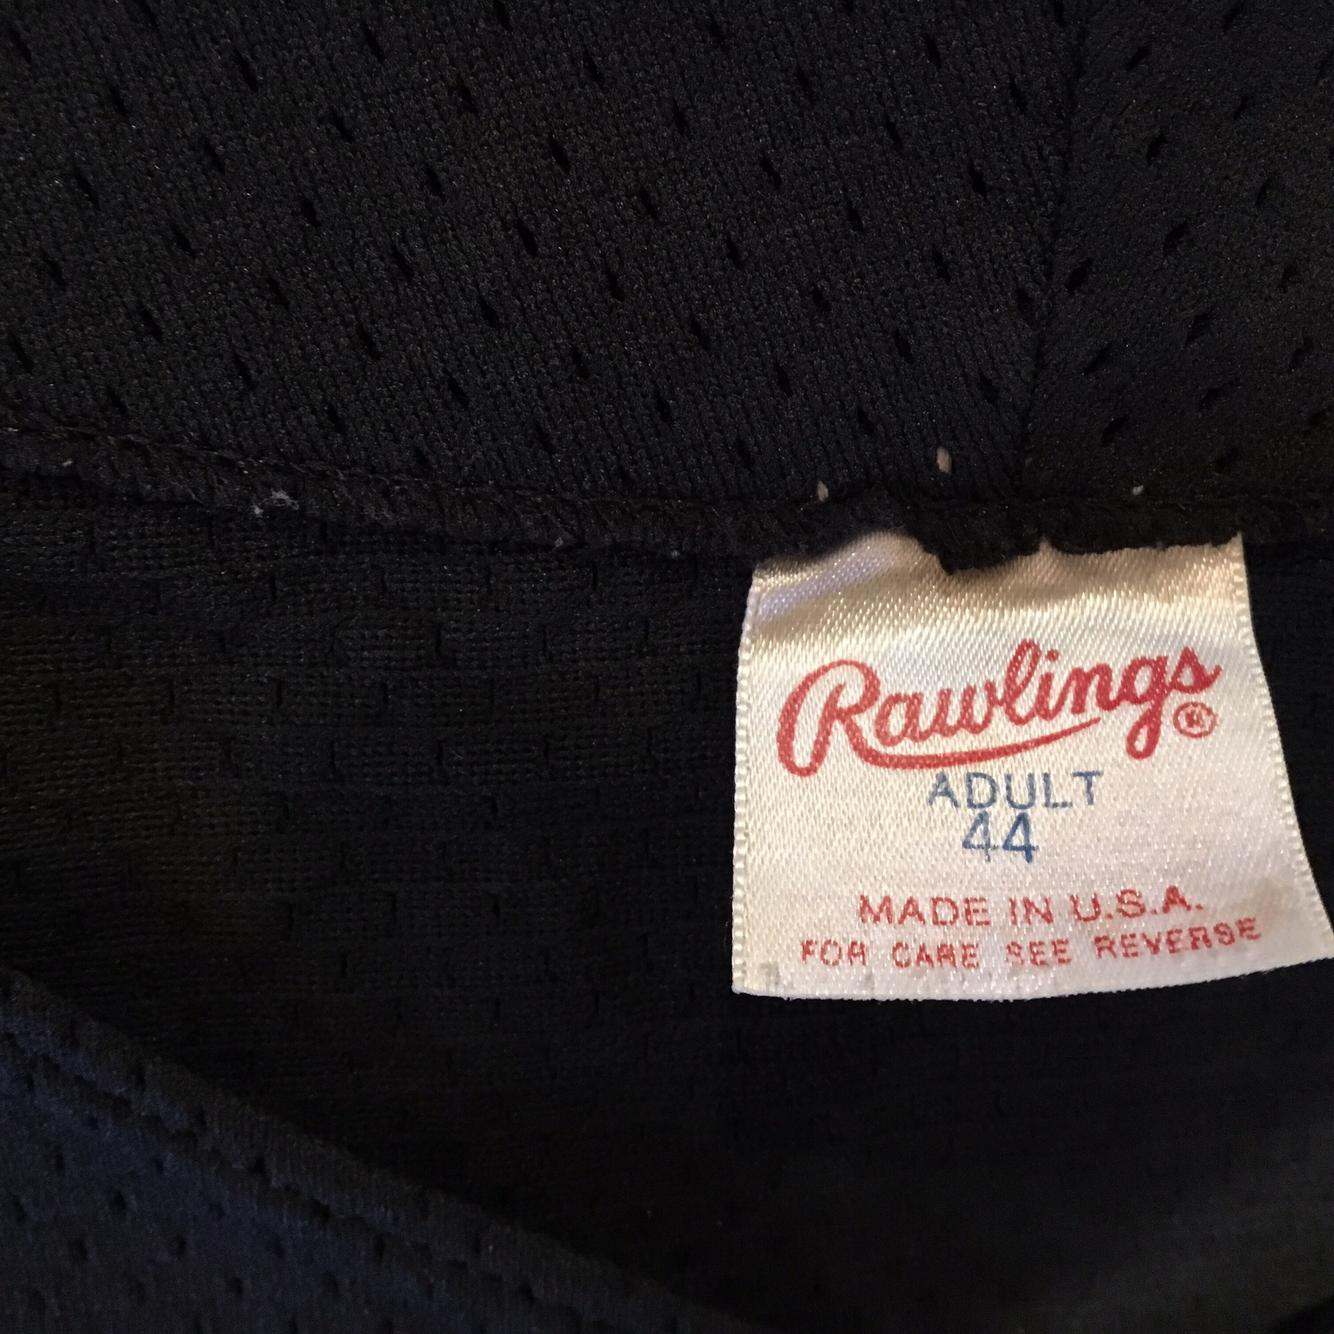 Rawlings®
ADULT
44
MADE IN U.S.A.
FOR CARE SEE REVERSE